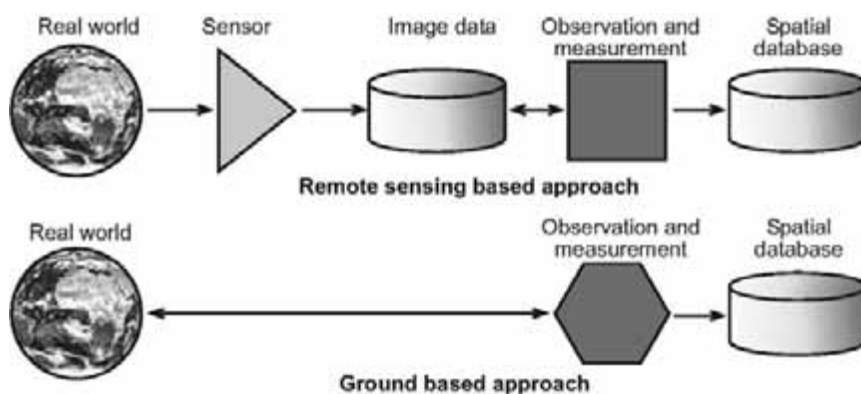 Real world
Sensor
Image data
Observation and
measurement
Spatial
database
Remote sensing based approach
Real world
Observation and
measurement
Spatial
database
Ground based approach